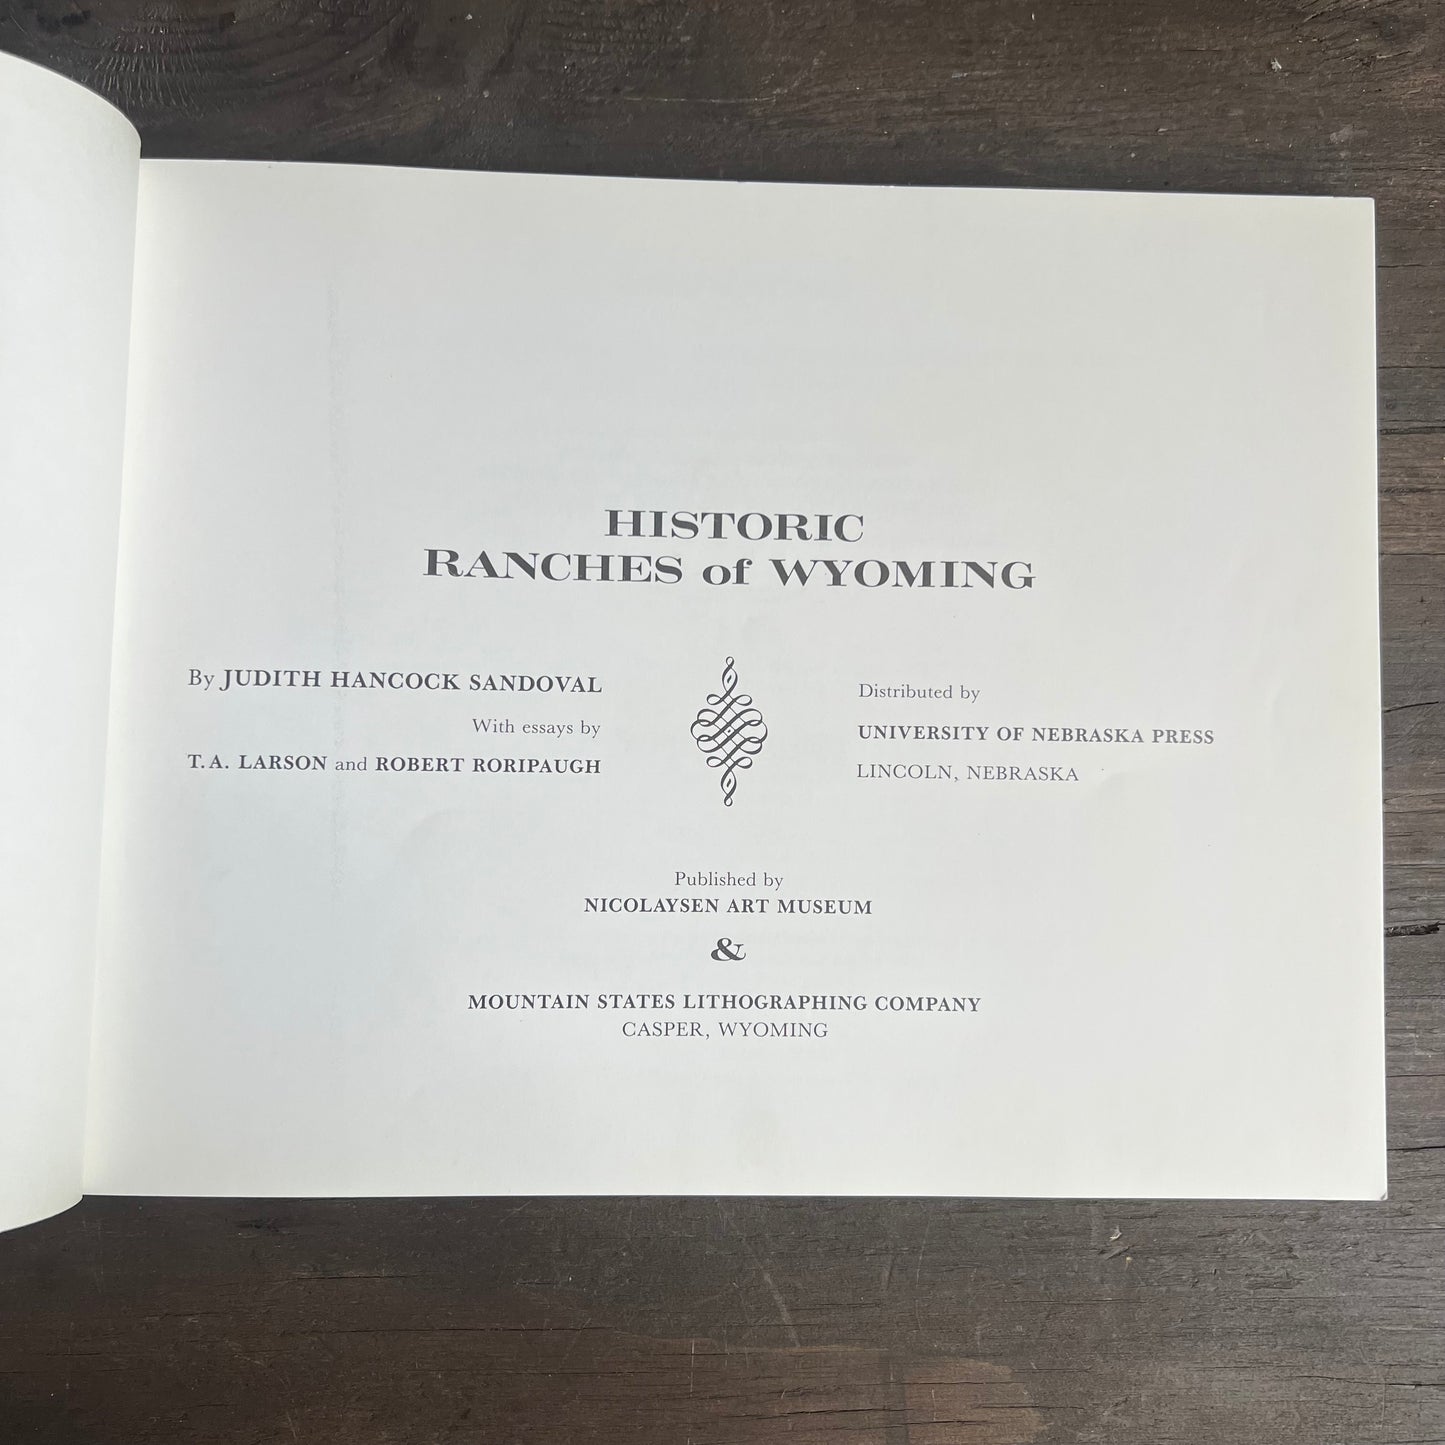 HISTORIC
RANCHES of WYOMING
By JUDITH HANCOCK SANDOVAL
With essays by
T. A. LARSON and ROBERT RORIPAUGH
Distributed by
UNIVERSITY OF NEBRASKA PRESS
LINCOLN, NEBRASKA
Published by
NICOLAYSEN ART MUSEUM
&
MOUNTAIN STATES LITHOGRAPHING COMPANY
CASPER, WYOMING